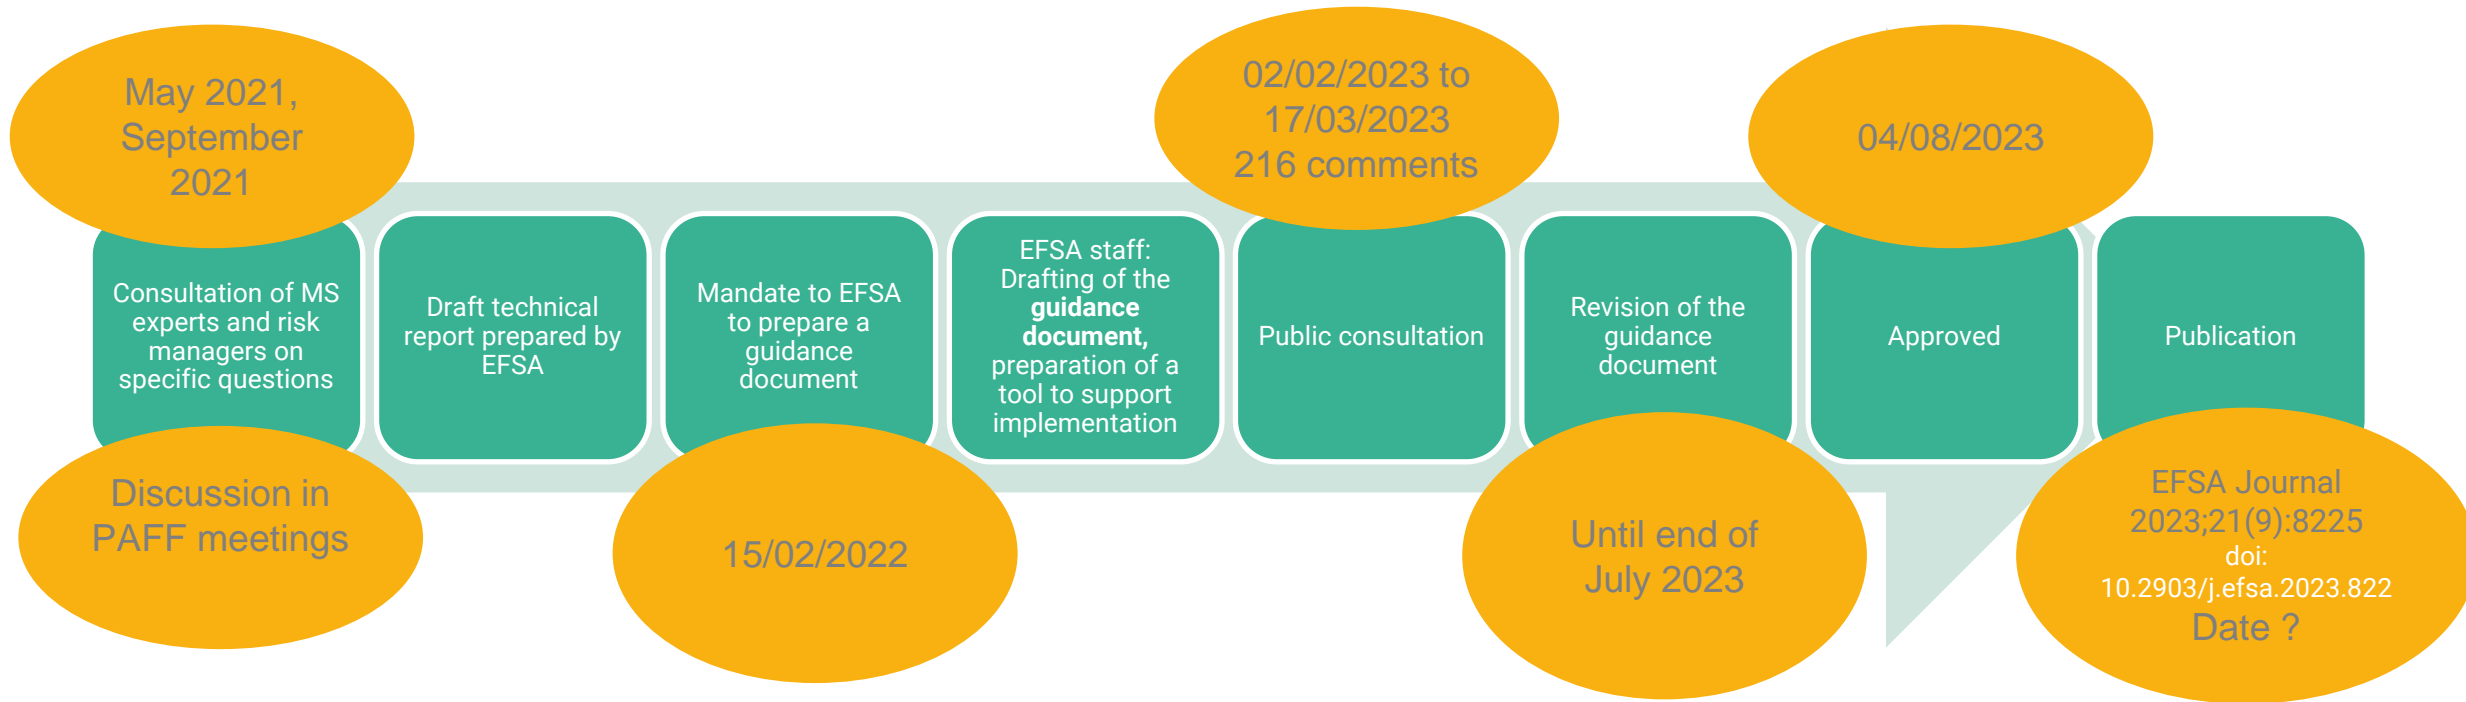 May 2021,
September
2021
Consultation of MS
experts and risk
managers on
specific questions
Discussion in
PAFF meetings
Draft technical
report prepared by
EFSA
Mandate to EFSA
to prepare a
guidance
document
15/02/2022
EFSA staff:
Drafting of the
guidance
document,
preparation of a
tool to support
implementation
02/02/2023 to
17/03/2023
216 comments
Public consultation
Revision of the
guidance
document
Until end of
July 2023
04/08/2023
Approved
Publication
EFSA Journal
2023;21(9):8225
doi:
10.2903/j.efsa.2023.822
Date ?